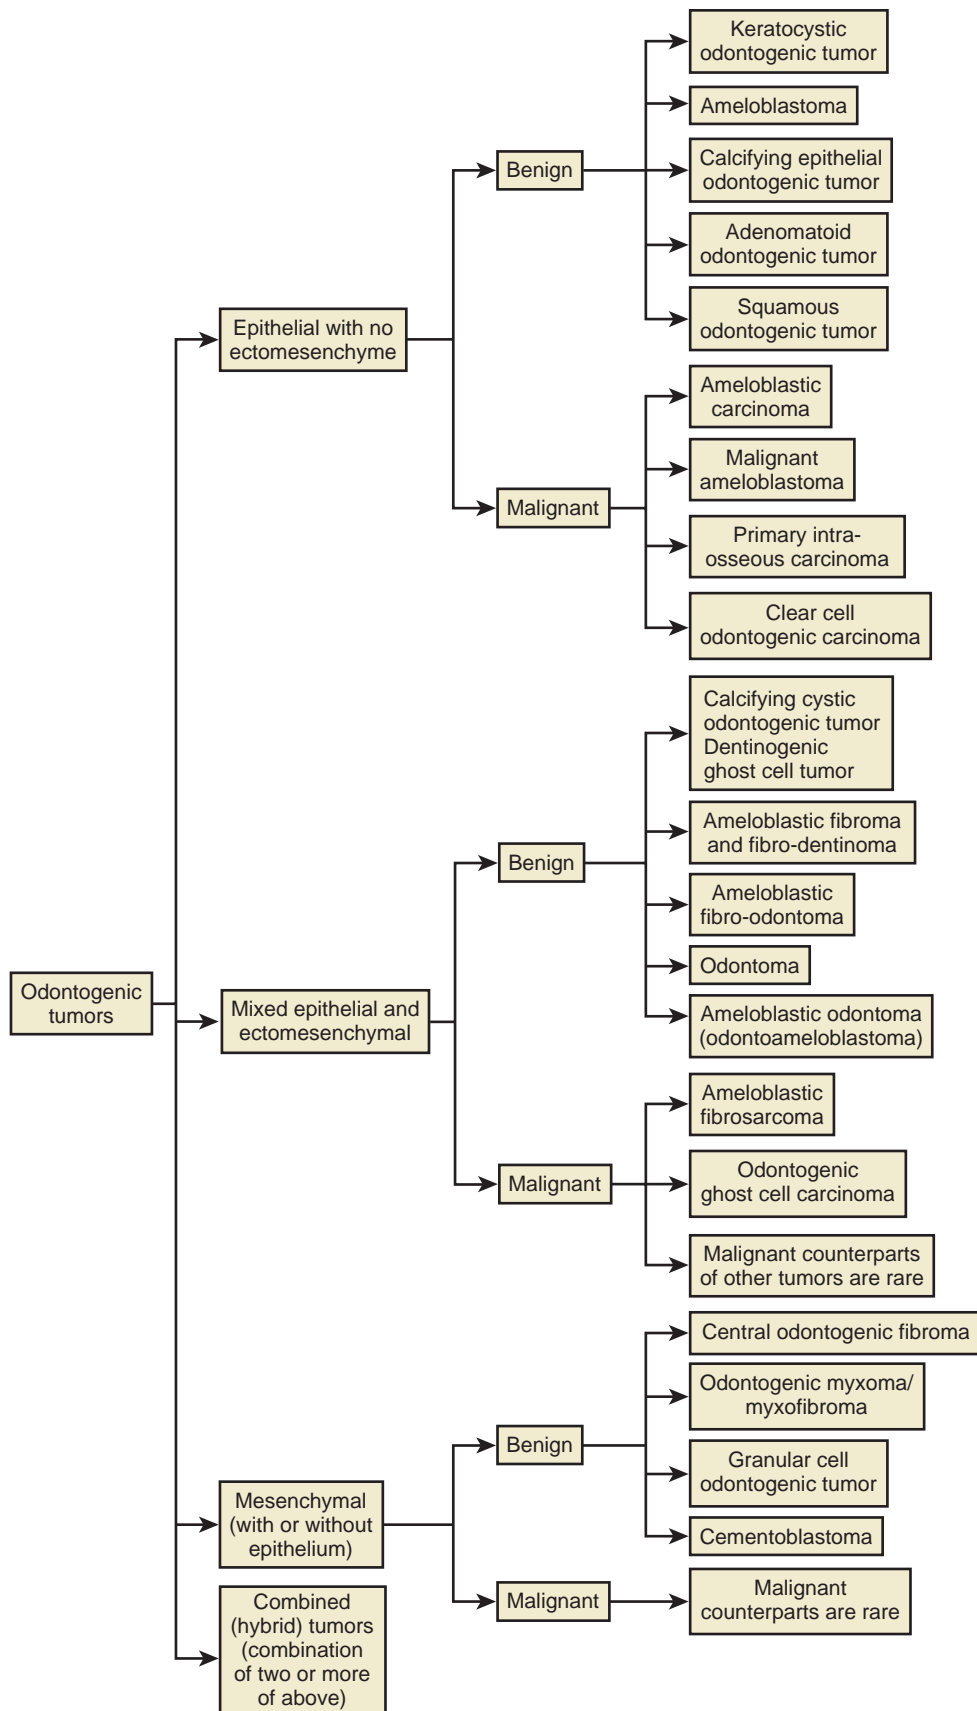 Odontogenic
tumors
Epithelial with no
ectomesenchyme
Benign
Keratocystic
odontogenic tumor
Ameloblastoma
Calcifying epithelial
odontogenic tumor
Adenomatoid
odontogenic tumor
Squamous
odontogenic tumor
Malignant
Ameloblastic
carcinoma
Malignant
ameloblastoma
Primary intra-
osseous carcinoma
Clear cell
odontogenic carcinoma
Mixed epithelial and
ectomesenchymal
Benign
Calcifying cystic
odontogenic tumor
Dentinogenic
ghost cell tumor
Ameloblastic fibroma
and fibro-dentinoma
Ameloblastic
fibro-odontoma
Odontoma
Ameloblastic odontoma
(odontoameloblastoma)
Malignant
Ameloblastic
fibrosarcoma
Odontogenic
ghost cell carcinoma
Malignant counterparts
of other tumors are rare
Mesenchymal
(with or without
epithelium)
Benign
Central odontogenic fibroma
Odontogenic myxoma/
myxofibroma
Granular cell
odontogenic tumor
Cementoblastoma
Malignant
Malignant
counterparts are rare
Combined
(hybrid) tumors
(combination
of two or more
of above)